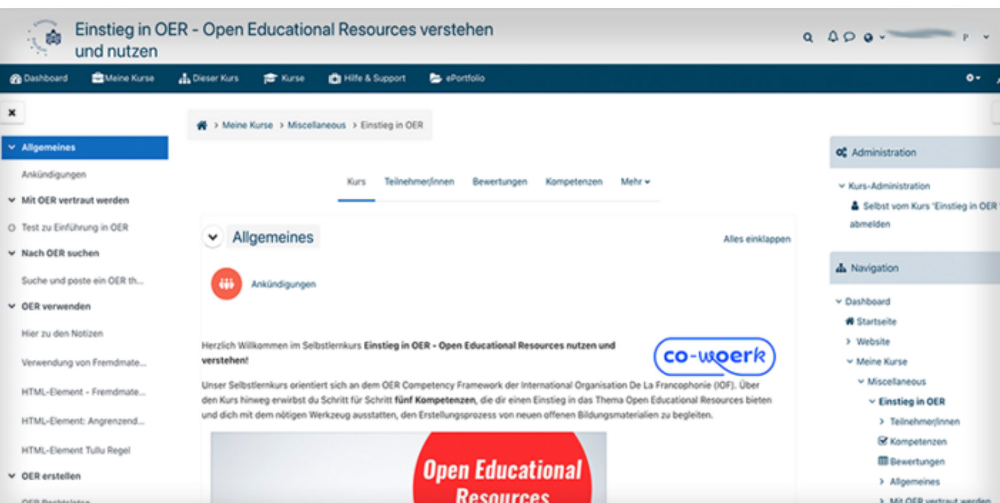 Einstieg in OER - Open Educational Resources verstehen
und nutzen
P
Dashboard
Meine Kurse
Dieser Kurs
Kurse
Hilfe & Support
ePortfolio
Meine Kurse > Miscellaneous > Einstieg in OER
Allgemeines
Ankündigungen
Mit OER vertraut werden
Test zu Einführung in OER
Nach OER suchen
Suche und poste ein OER th...
OER verwenden
Hier zu den Notizen
Verwendung von Fremdmate...
HTML-Element - Fremdmate...
HTML-Element: Angrenzend...
HTML-Element Tullu Regel
OER erstellen
Kurs
Teilnehmer/innen
Bewertungen
Kompetenzen
Mehr
Allgemeines
Alles einklappen
Ankündigungen
Herzlich Willkommen im Selbstlernkurs Einstieg in OER - Open Educational Resources nutzen und
verstehen!
co-woerk
Unser Selbstlernkurs orientiert sich an dem OER Competency Framework der International Organisation De La Francophonie (IOF). Über
den Kurs hinweg erwirbst du Schritt für Schritt fünf Kompetenzen, die dir einen Einstieg in das Thema Open Educational Resources bieten
und dich mit dem nötigen Werkzeug ausstatten, den Erstellungsprozess von neuen offenen Bildungsmaterialien zu begleiten.
Open Educational
Resources
Administration
Kurs-Administration
Selbst vom Kurs 'Einstieg in OER '
abmelden
Navigation
Dashboard
Startseite
Website
Meine Kurse
Miscellaneous
Einstieg in OER
Teilnehmer/innen
Kompetenzen
Bewertungen
Allgemeines
Mit OER vertraut werden